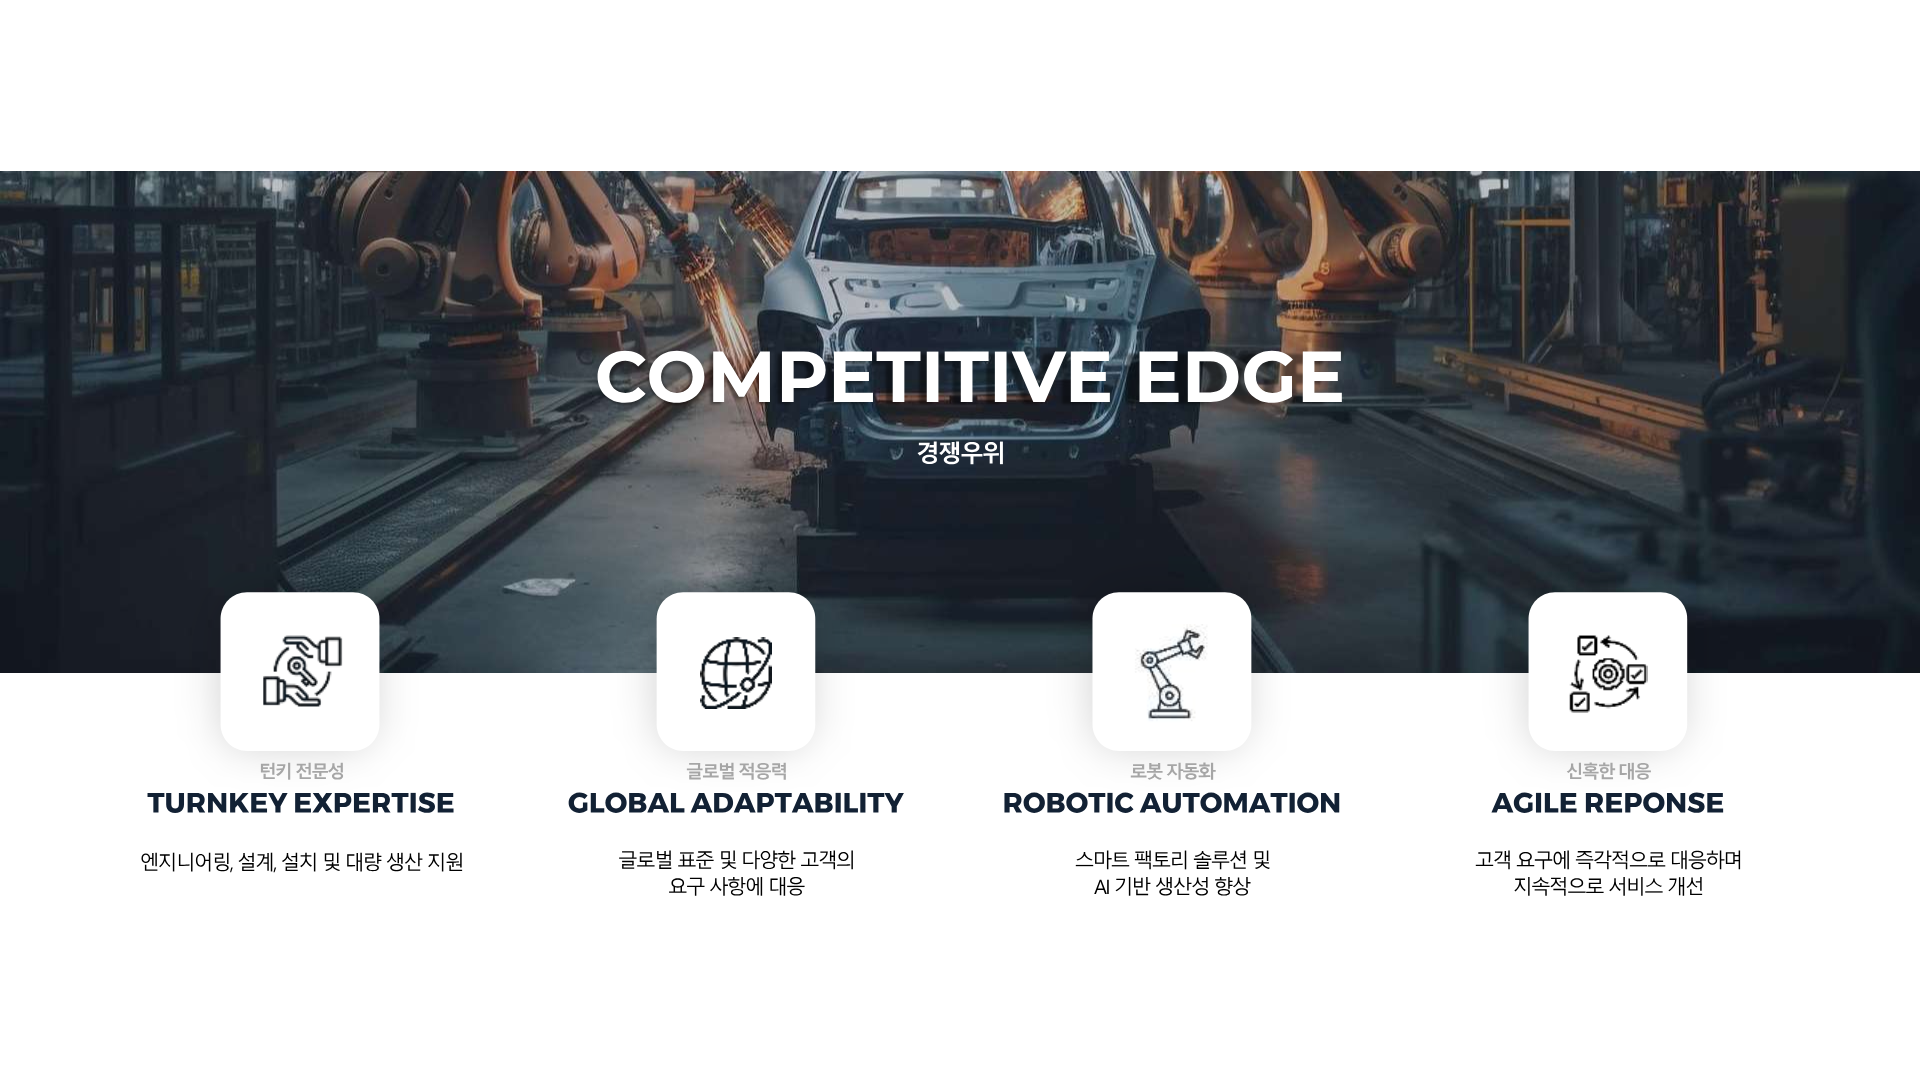 COMPETITIVE EDGE
경쟁우위
턴키 전문성
TURNKEY EXPERTISE
엔지니어링, 설계, 설치 및 대량 생산 지원
글로벌 적응력
GLOBAL ADAPTABILITY
글로벌 표준 및 다양한 고객의
요구 사항에 대응
로봇 자동화
ROBOTIC AUTOMATION
스마트 팩토리 솔루션 및
AI 기반 생산성 향상
신혹한 대응
AGILE REPONSE
고객 요구에 즉각적으로 대응하며
지속적으로 서비스 개선